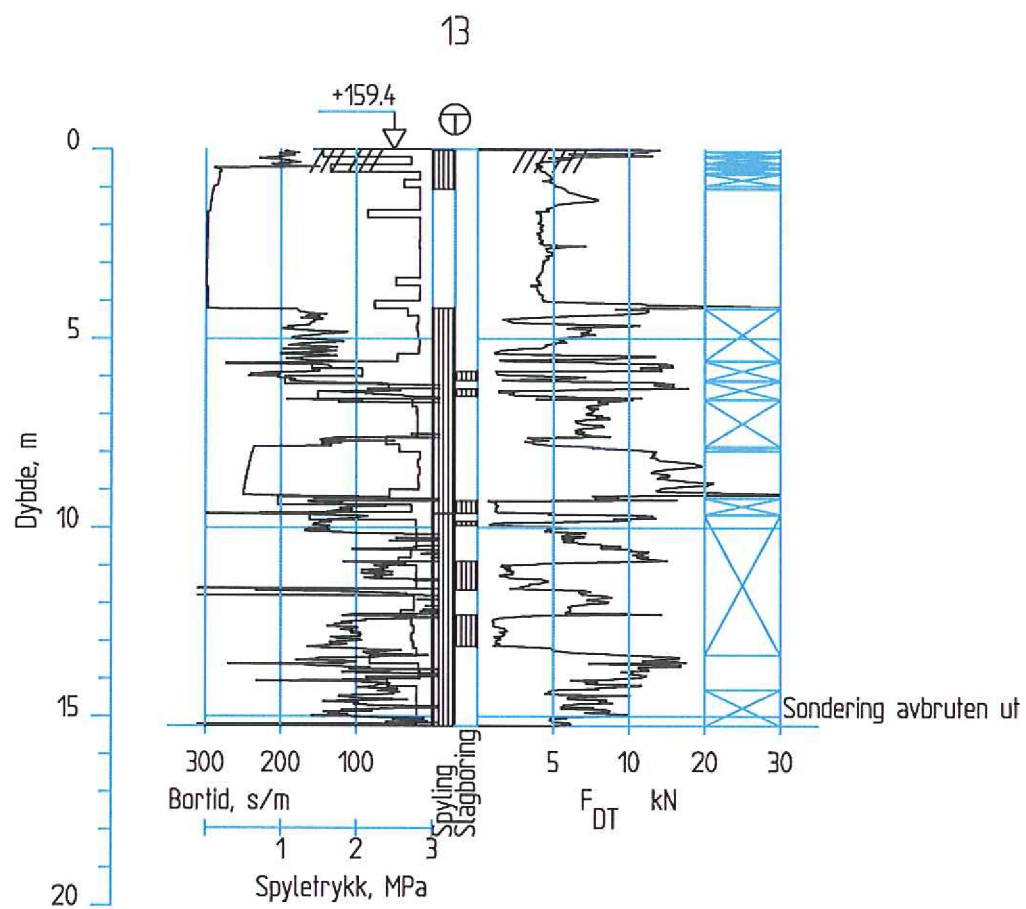 13
+159.4
0
5
10
15
20
Dybde, m
Sondering avbruten ut
300 200 100
Bortid, s/m
1 2 3
Spyletrykk, MPa
Spyling
Slagboring
5 10 20 30
FDT kN